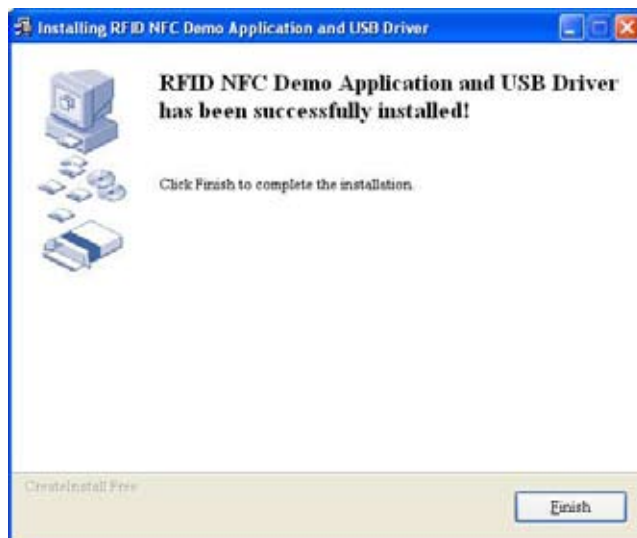 Installing RFID NFC Demo Application and USB Driver
RFID NFC Demo Application and USB Driver
has been successfully installed!
Click Finish to complete the installation.
CreateInstall Free
Finish